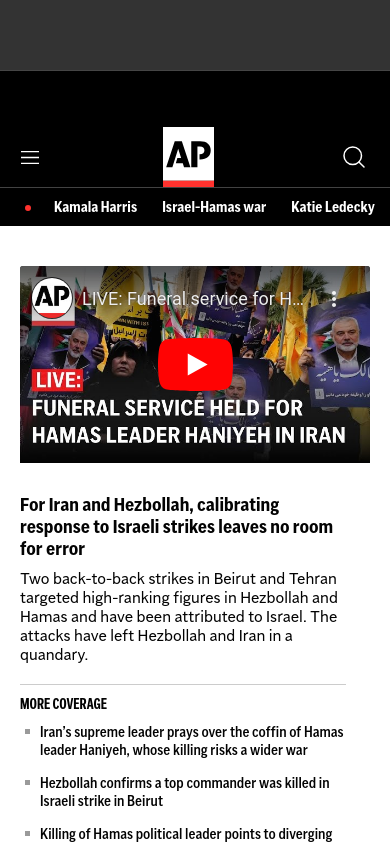 AP
Kamala Harris Israel-Hamas war Katie Ledecky
AP LIVE: Funeral service for H...
LIVE:
FUNERAL SERVICE HELD FOR
HAMAS LEADER HANIYEH IN IRAN
For Iran and Hezbollah, calibrating
response to Israeli strikes leaves no room
for error
Two back-to-back strikes in Beirut and Tehran
targeted high-ranking figures in Hezbollah and
Hamas and have been attributed to Israel. The
attacks have left Hezbollah and Iran in a
quandary.
MORE COVERAGE
Iran’s supreme leader prays over the coffin of Hamas
leader Haniyeh, whose killing risks a wider war
Hezbollah confirms a top commander was killed in
Israeli strike in Beirut
Killing of Hamas political leader points to diverging